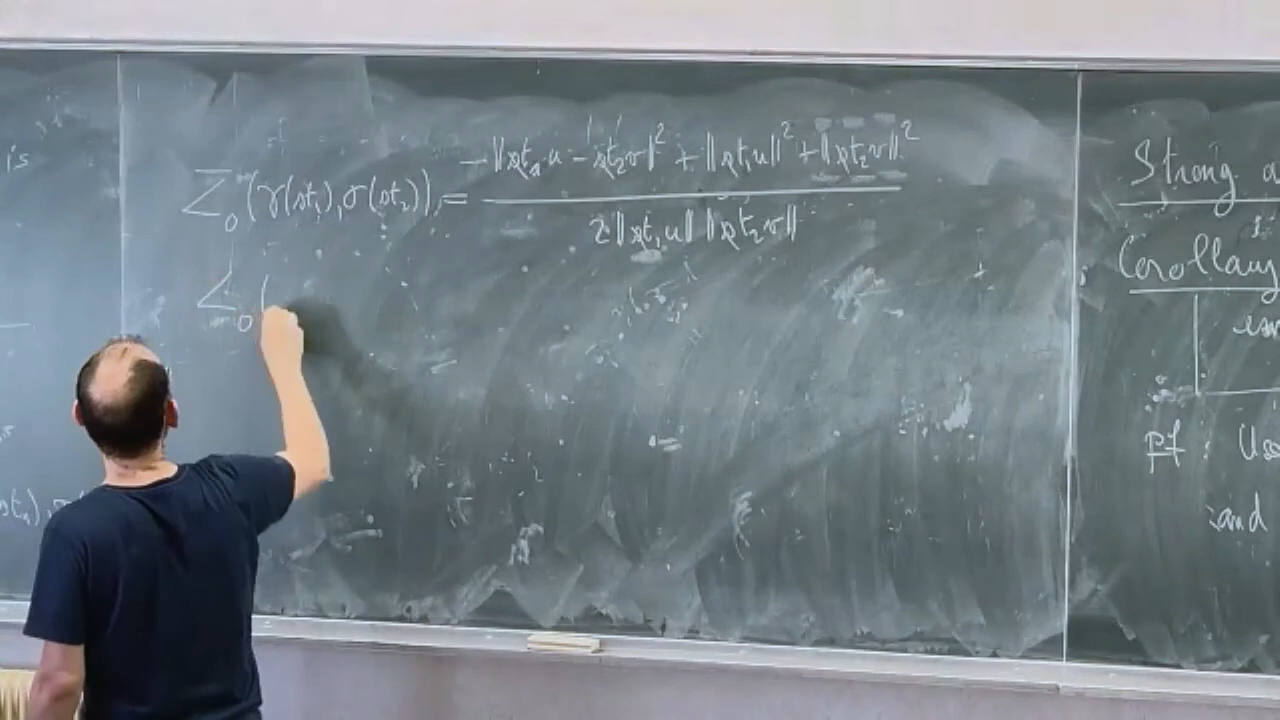 is
∠₀(γ(st₁),σ(st₂)) = (−‖st₁u − st₂v‖² + ‖st₁u‖² + ‖st₂v‖²) / (2‖st₁u‖ ‖st₂v‖)
∠₀(
Strong
Corollary
Pf :
and